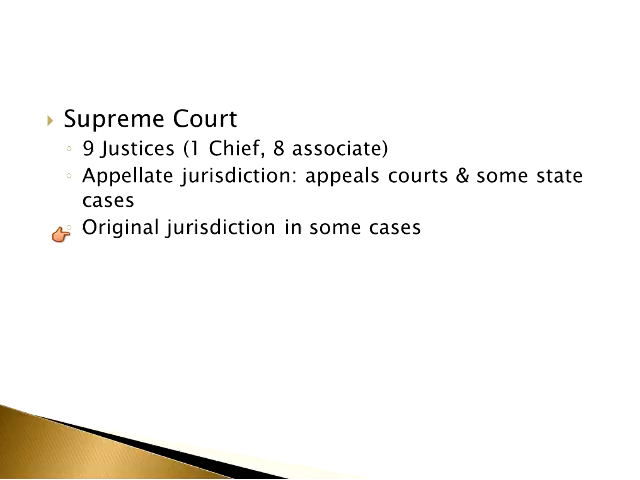 Supreme Court
9 Justices (1 Chief, 8 associate)
Appellate jurisdiction: appeals courts & some state
cases
Original jurisdiction in some cases